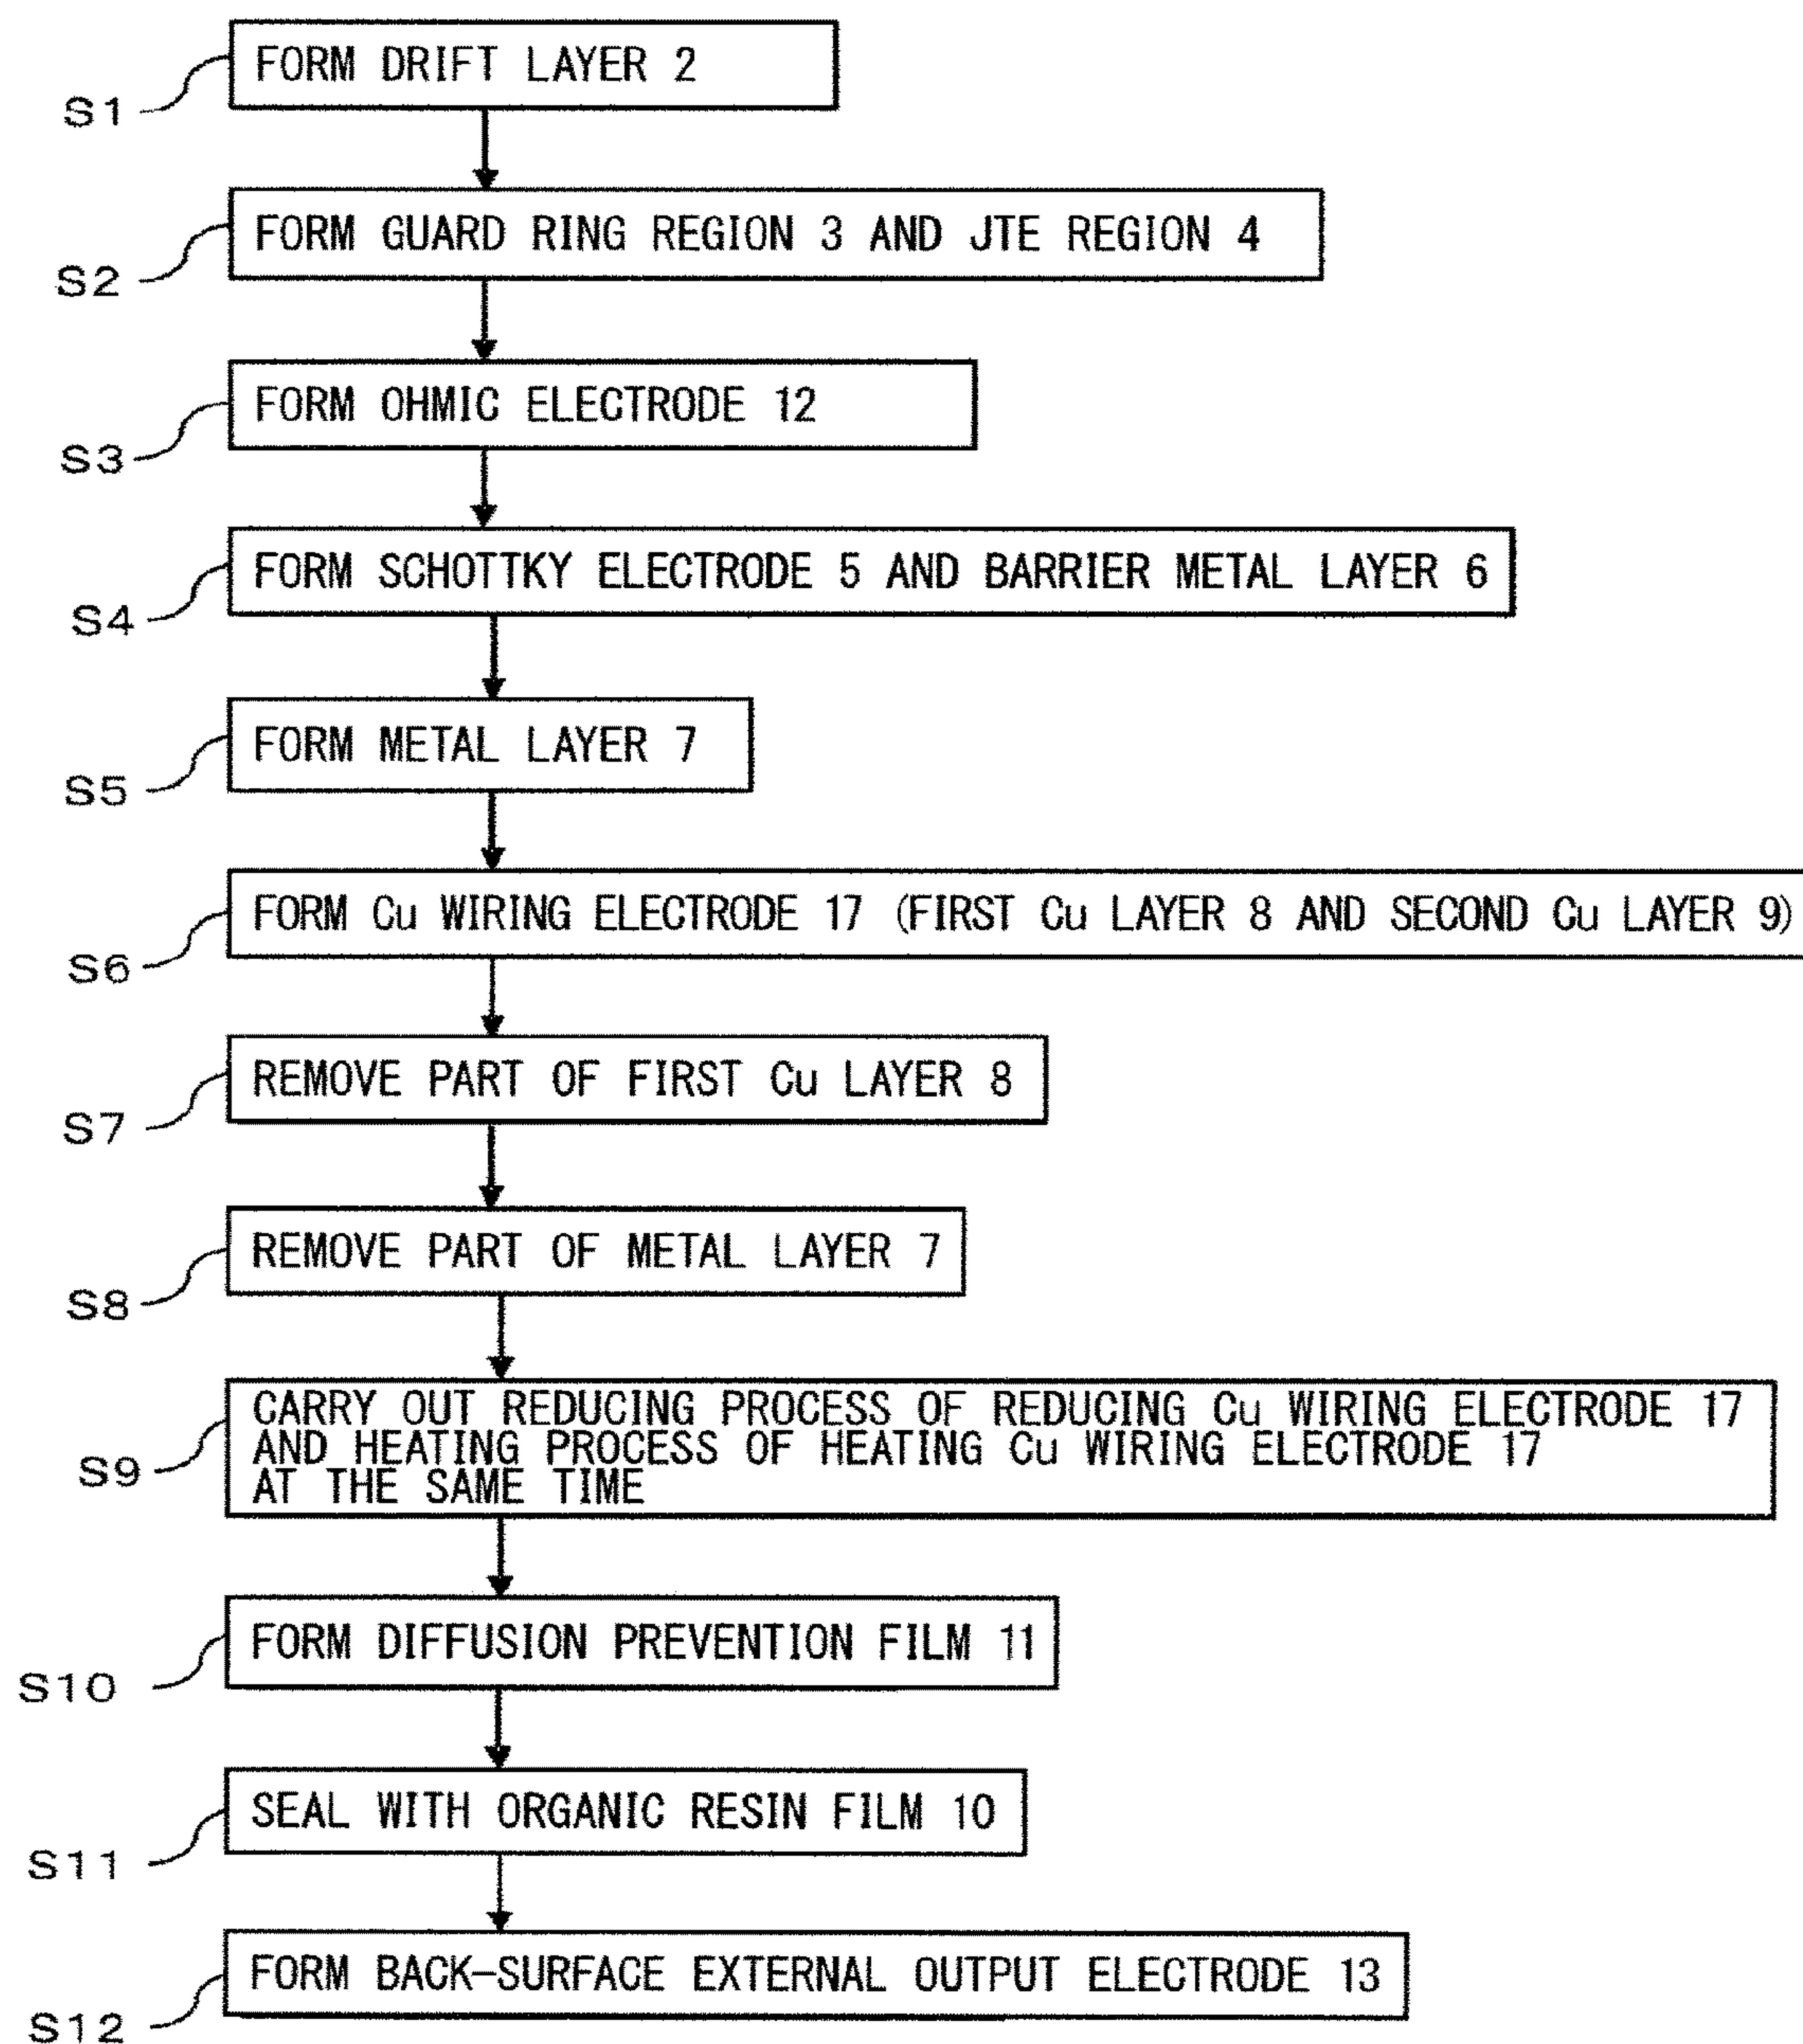 FORM DRIFT LAYER 2
S1
FORM GUARD RING REGION 3 AND JTE REGION 4
S2
FORM OHMIC ELECTRODE 12
S3
FORM SCHOTTKY ELECTRODE 5 AND BARRIER METAL LAYER 6
S4
FORM METAL LAYER 7
S5
FORM Cu WIRING ELECTRODE 17 (FIRST Cu LAYER 8 AND SECOND Cu LAYER 9)
S6
REMOVE PART OF FIRST Cu LAYER 8
S7
REMOVE PART OF METAL LAYER 7
S8
CARRY OUT REDUCING PROCESS OF REDUCING Cu WIRING ELECTRODE 17
AND HEATING PROCESS OF HEATING Cu WIRING ELECTRODE 17
AT THE SAME TIME
S9
FORM DIFFUSION PREVENTION FILM 11
S10
SEAL WITH ORGANIC RESIN FILM 10
S11
FORM BACK-SURFACE EXTERNAL OUTPUT ELECTRODE 13
S12